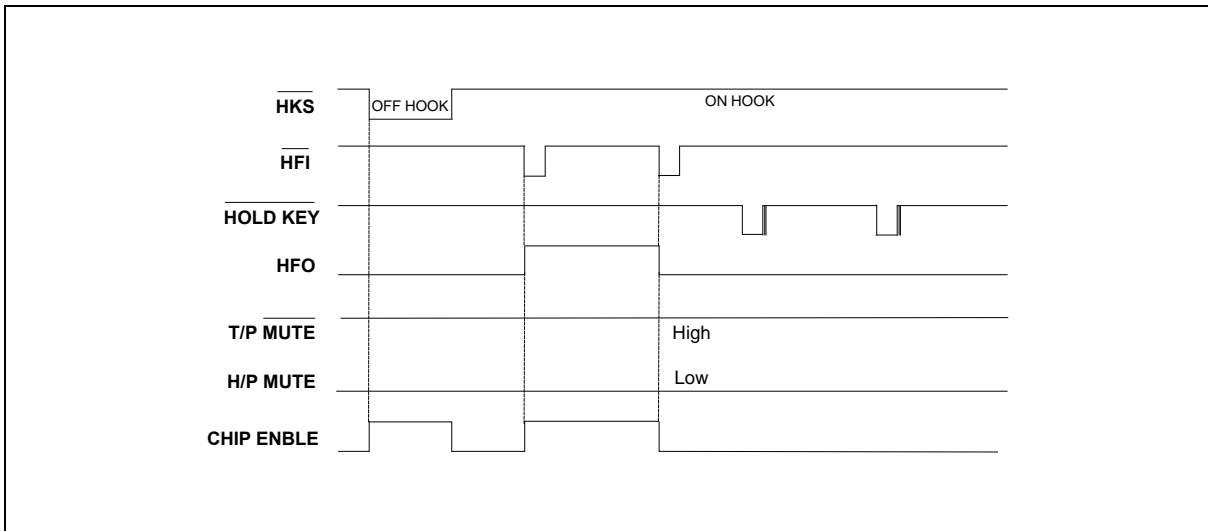 HKS OFF HOOK ON HOOK
HFI
HOLD KEY
HFO
T/P MUTE High
H/P MUTE Low
CHIP ENBLE